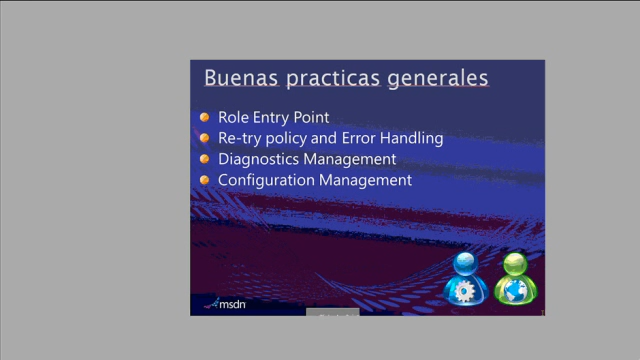 Buenas practicas generales
Role Entry Point
Re-try policy and Error Handling
Diagnostics Management
Configuration Management
msdn